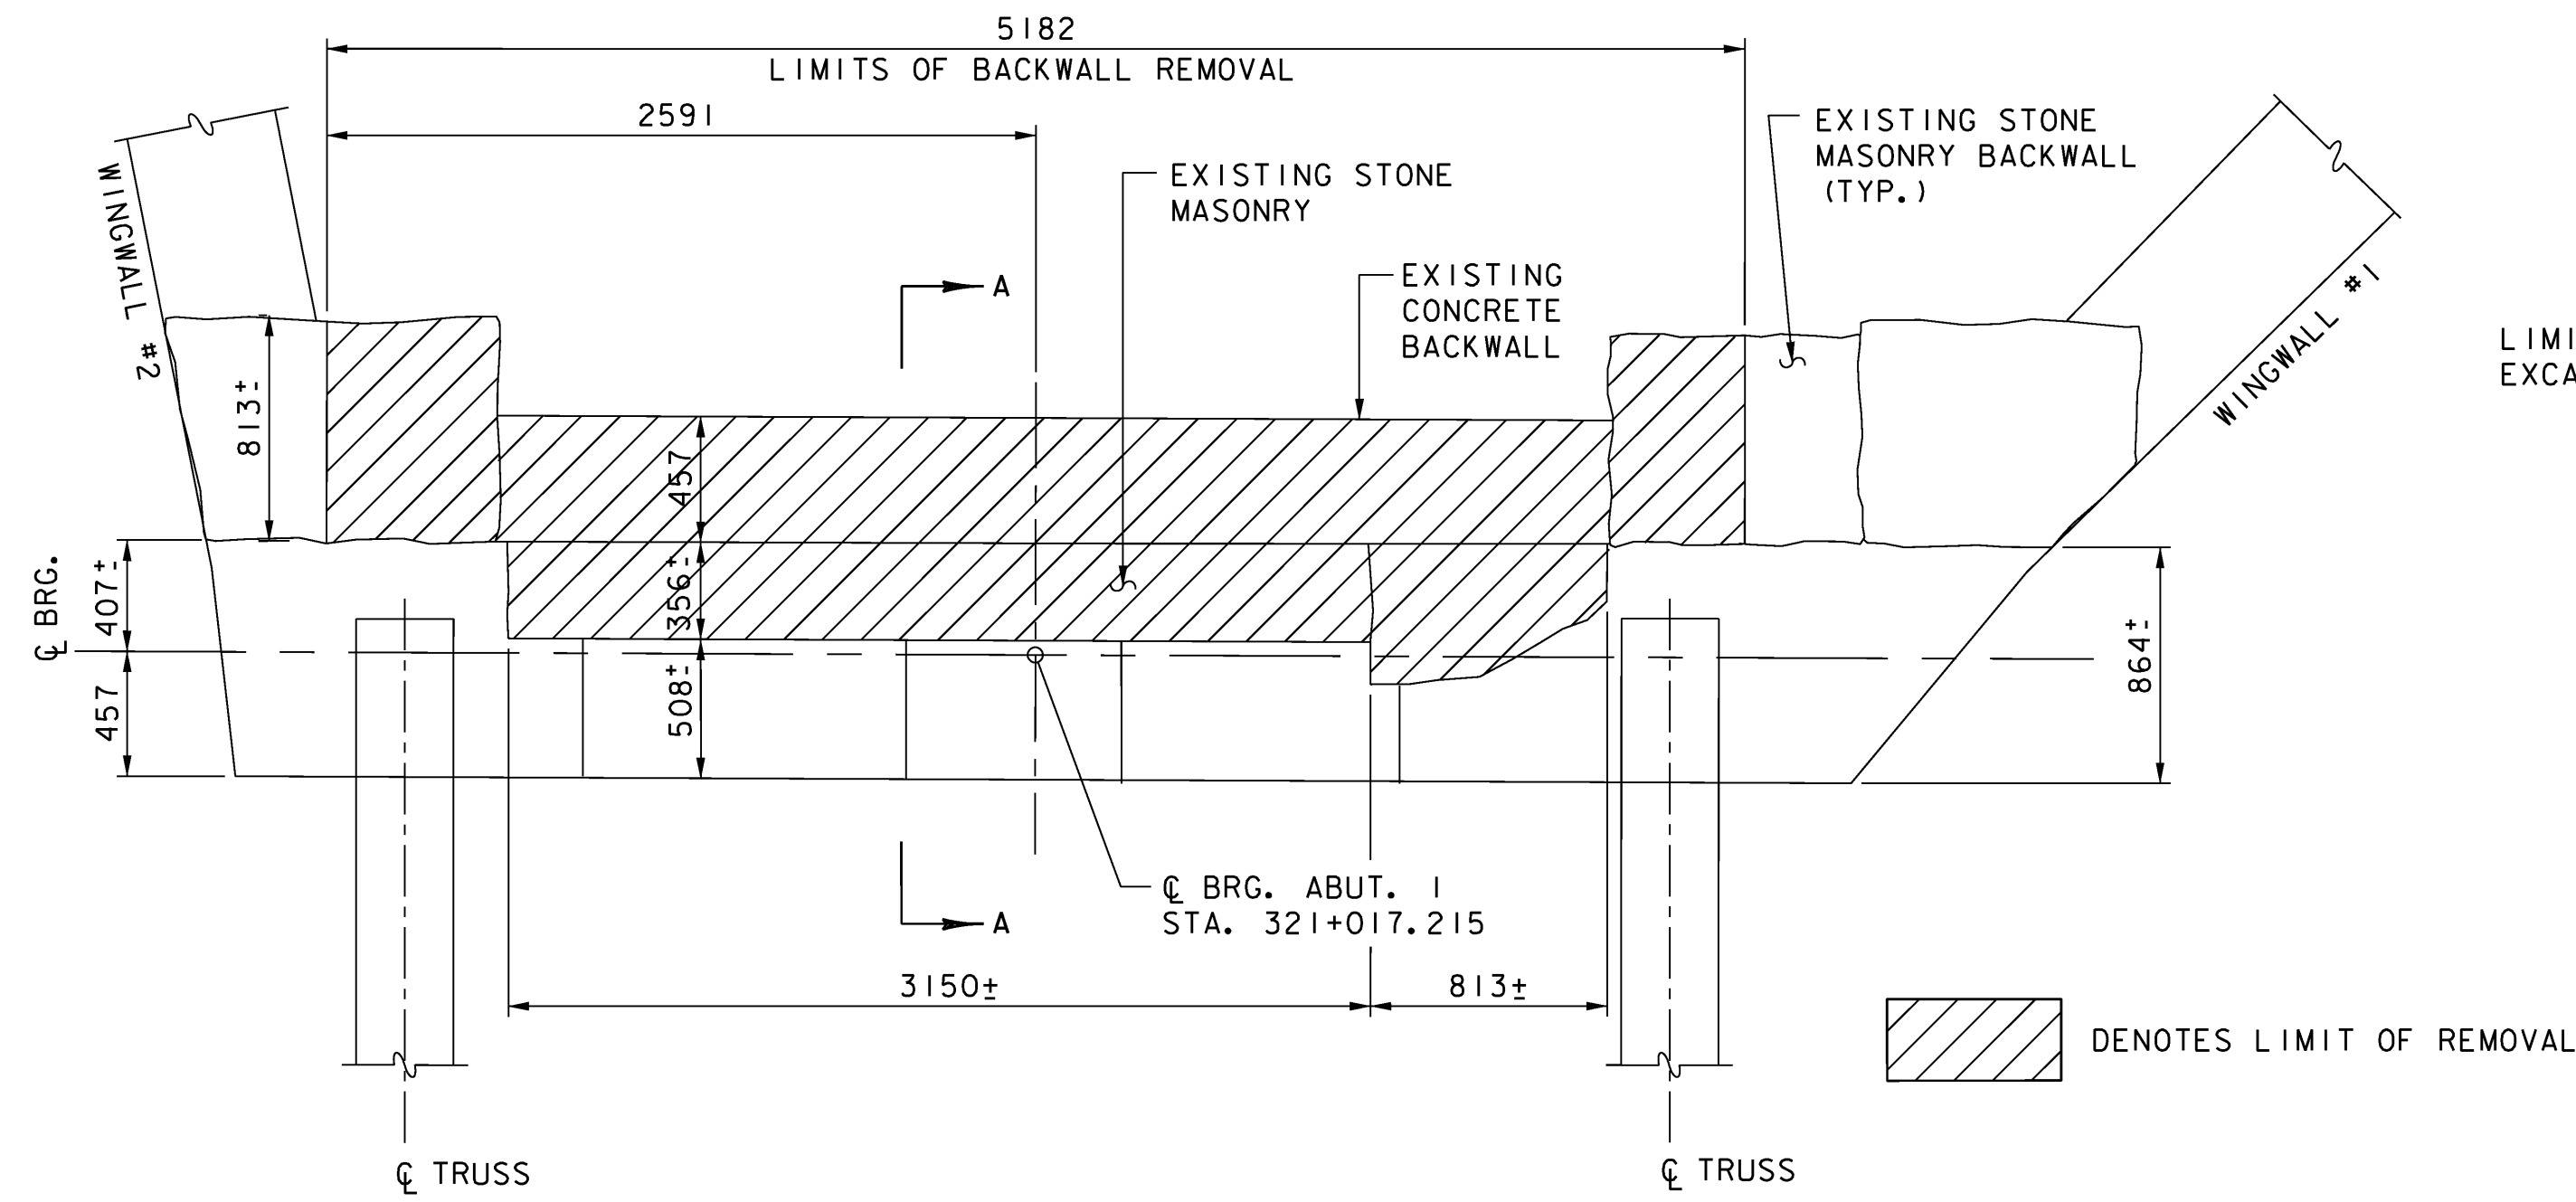 5182
LIMITS OF BACKWALL REMOVAL
2591
EXISTING STONE
MASONRY BACKWALL
(TYP.)
EXISTING STONE
MASONRY
WINGWALL #2
A
EXISTING
CONCRETE
BACKWALL
WINGWALL #1
LIMI
EXCA
813±
457
℄ BRG.
407±
356±
457
508±
864±
℄ BRG. ABUT. 1
STA. 321+017.215
A
3150±
813±
DENOTES LIMIT OF REMOVAL
℄ TRUSS
℄ TRUSS